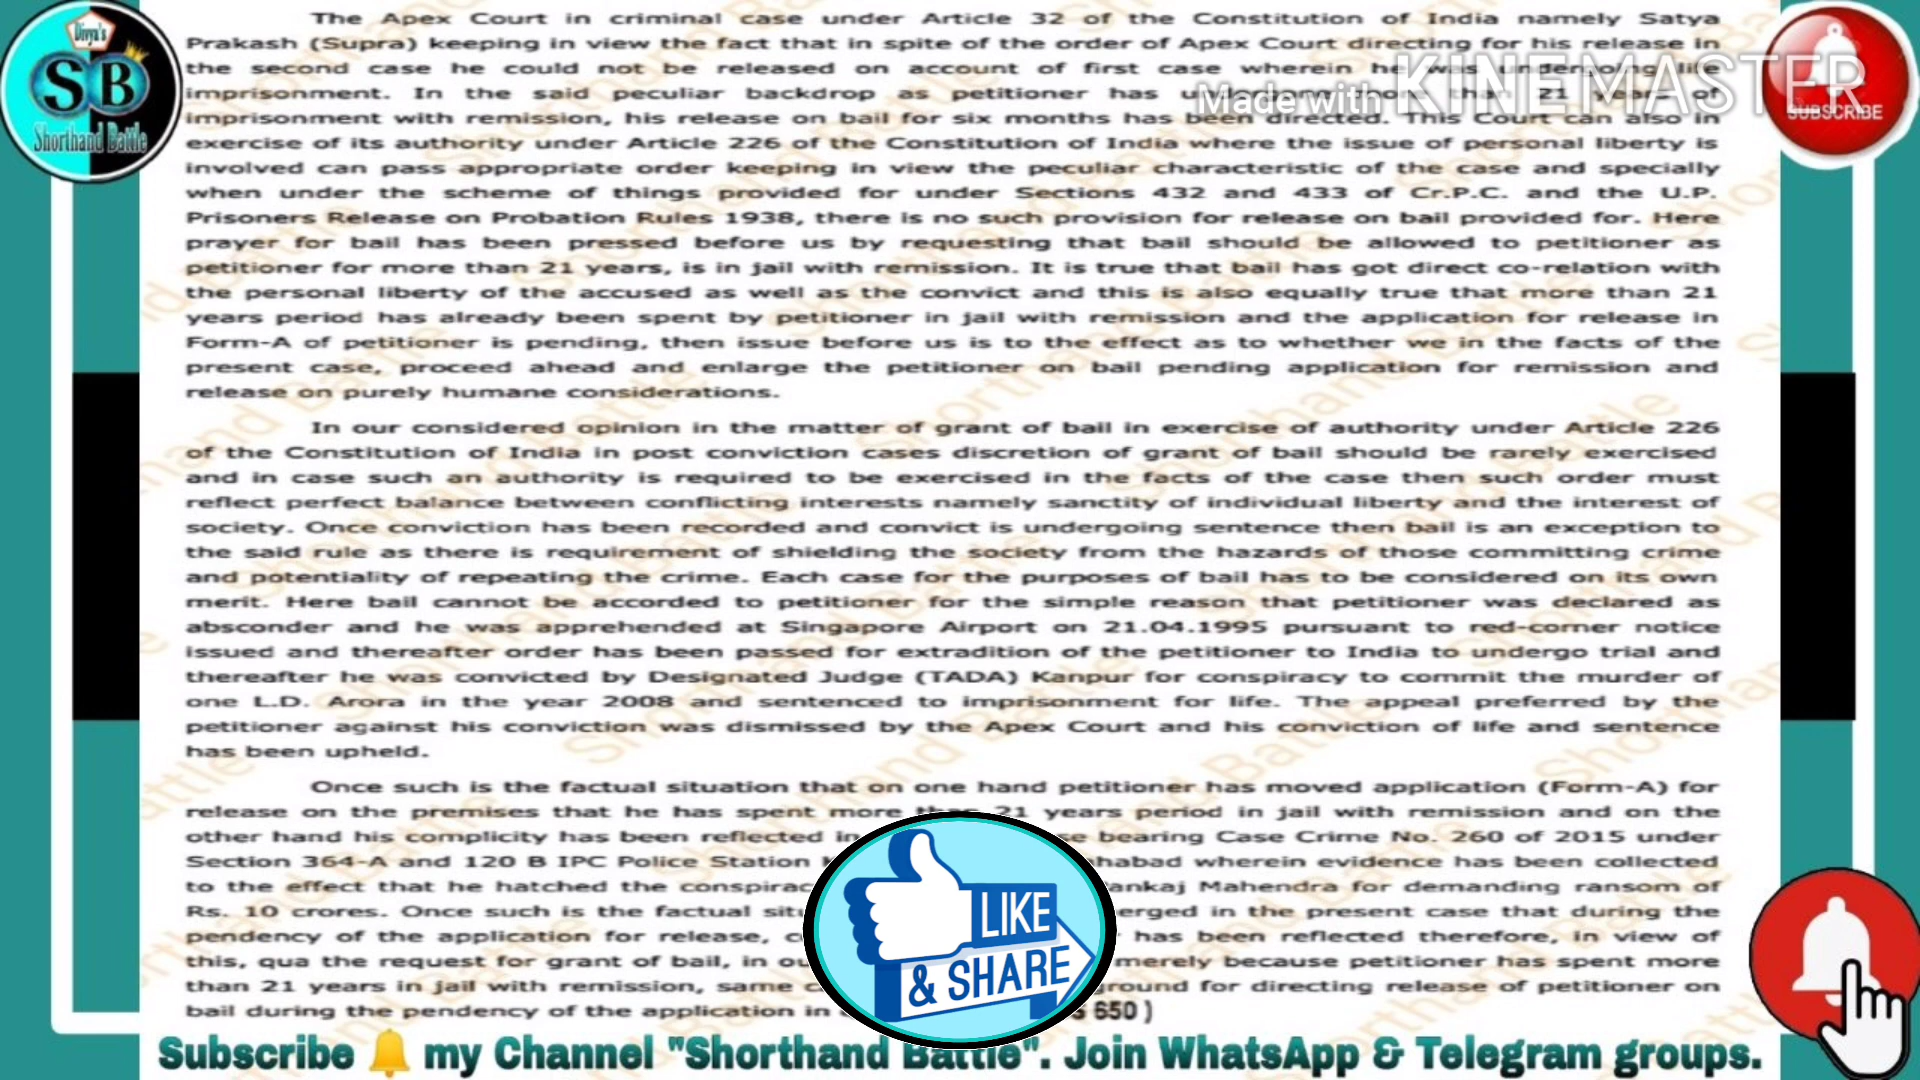 Divya's
SB
Shorthand Battle
Made with KINEMASTER
SUBSCRIBE
The Apex Court in criminal case under Article 32 of the Constitution of India namely Satya
Prakash (Supra) keeping in view the fact that in spite of the order of Apex Court directing for his release in
the second case he could not be released on account of first case wherein he was undergoing life
imprisonment. In the said peculiar backdrop as petitioner has undergone more than 21 years of
imprisonment with remission, his release on bail for six months has been directed. This Court can also in
exercise of its authority under Article 226 of the Constitution of India where the issue of personal liberty is
involved can pass appropriate order keeping in view the peculiar characteristic of the case and specially
when under the scheme of things provided for under Sections 432 and 433 of Cr.P.C. and the U.P.
Prisoners Release on Probation Rules 1938, there is no such provision for release on bail provided for. Here
prayer for bail has been pressed before us by requesting that bail should be allowed to petitioner as
petitioner for more than 21 years, is in jail with remission. It is true that bail has got direct co-relation with
the personal liberty of the accused as well as the convict and this is also equally true that more than 21
years period has already been spent by petitioner in jail with remission and the application for release in
Form-A of petitioner is pending, then issue before us is to the effect as to whether we in the facts of the
present case, proceed ahead and enlarge the petitioner on bail pending application for remission and
release on purely humane considerations.
In our considered opinion in the matter of grant of bail in exercise of authority under Article 226
of the Constitution of India in post conviction cases discretion of grant of bail should be rarely exercised
and in case such an authority is required to be exercised in the facts of the case then such order must
reflect perfect balance between conflicting interests namely sanctity of individual liberty and the interest of
society. Once conviction has been recorded and convict is undergoing sentence then bail is an exception to
the said rule as there is requirement of shielding the society from the hazards of those committing crime
and potentiality of repeating the crime. Each case for the purposes of bail has to be considered on its own
merit. Here bail cannot be accorded to petitioner for the simple reason that petitioner was declared as
absconder and he was apprehended at Singapore Airport on 21.04.1995 pursuant to red-corner notice
issued and thereafter order has been passed for extradition of the petitioner to India to undergo trial and
thereafter he was convicted by Designated Judge (TADA) Kanpur for conspiracy to commit the murder of
one L.D. Arora in the year 2008 and sentenced to imprisonment for life. The appeal preferred by the
petitioner against his conviction was dismissed by the Apex Court and his conviction of life and sentence
has been upheld.
Once such is the factual situation that on one hand petitioner has moved application (Form-A) for
release on the premises that he has spent more than 21 years period in jail with remission and on the
other hand his complicity has been reflected in bearing Case Crime No. 260 of 2015 under
Section 364-A and 120 B IPC Police Station wherein evidence has been collected
to the effect that he hatched the Mahendra for demanding ransom of
Rs. 10 crores. Once such is the factual in the present case that during the
pendency of the application for release, has been reflected therefore, in view of
this, qua the request for grant of bail, in merely because petitioner has spent more
than 21 years in jail with remission, same for directing release of petitioner on
bail during the pendency of the application in 650 )
LIKE
& SHARE
Subscribe my Channel "Shorthand Battle". Join WhatsApp & Telegram groups.